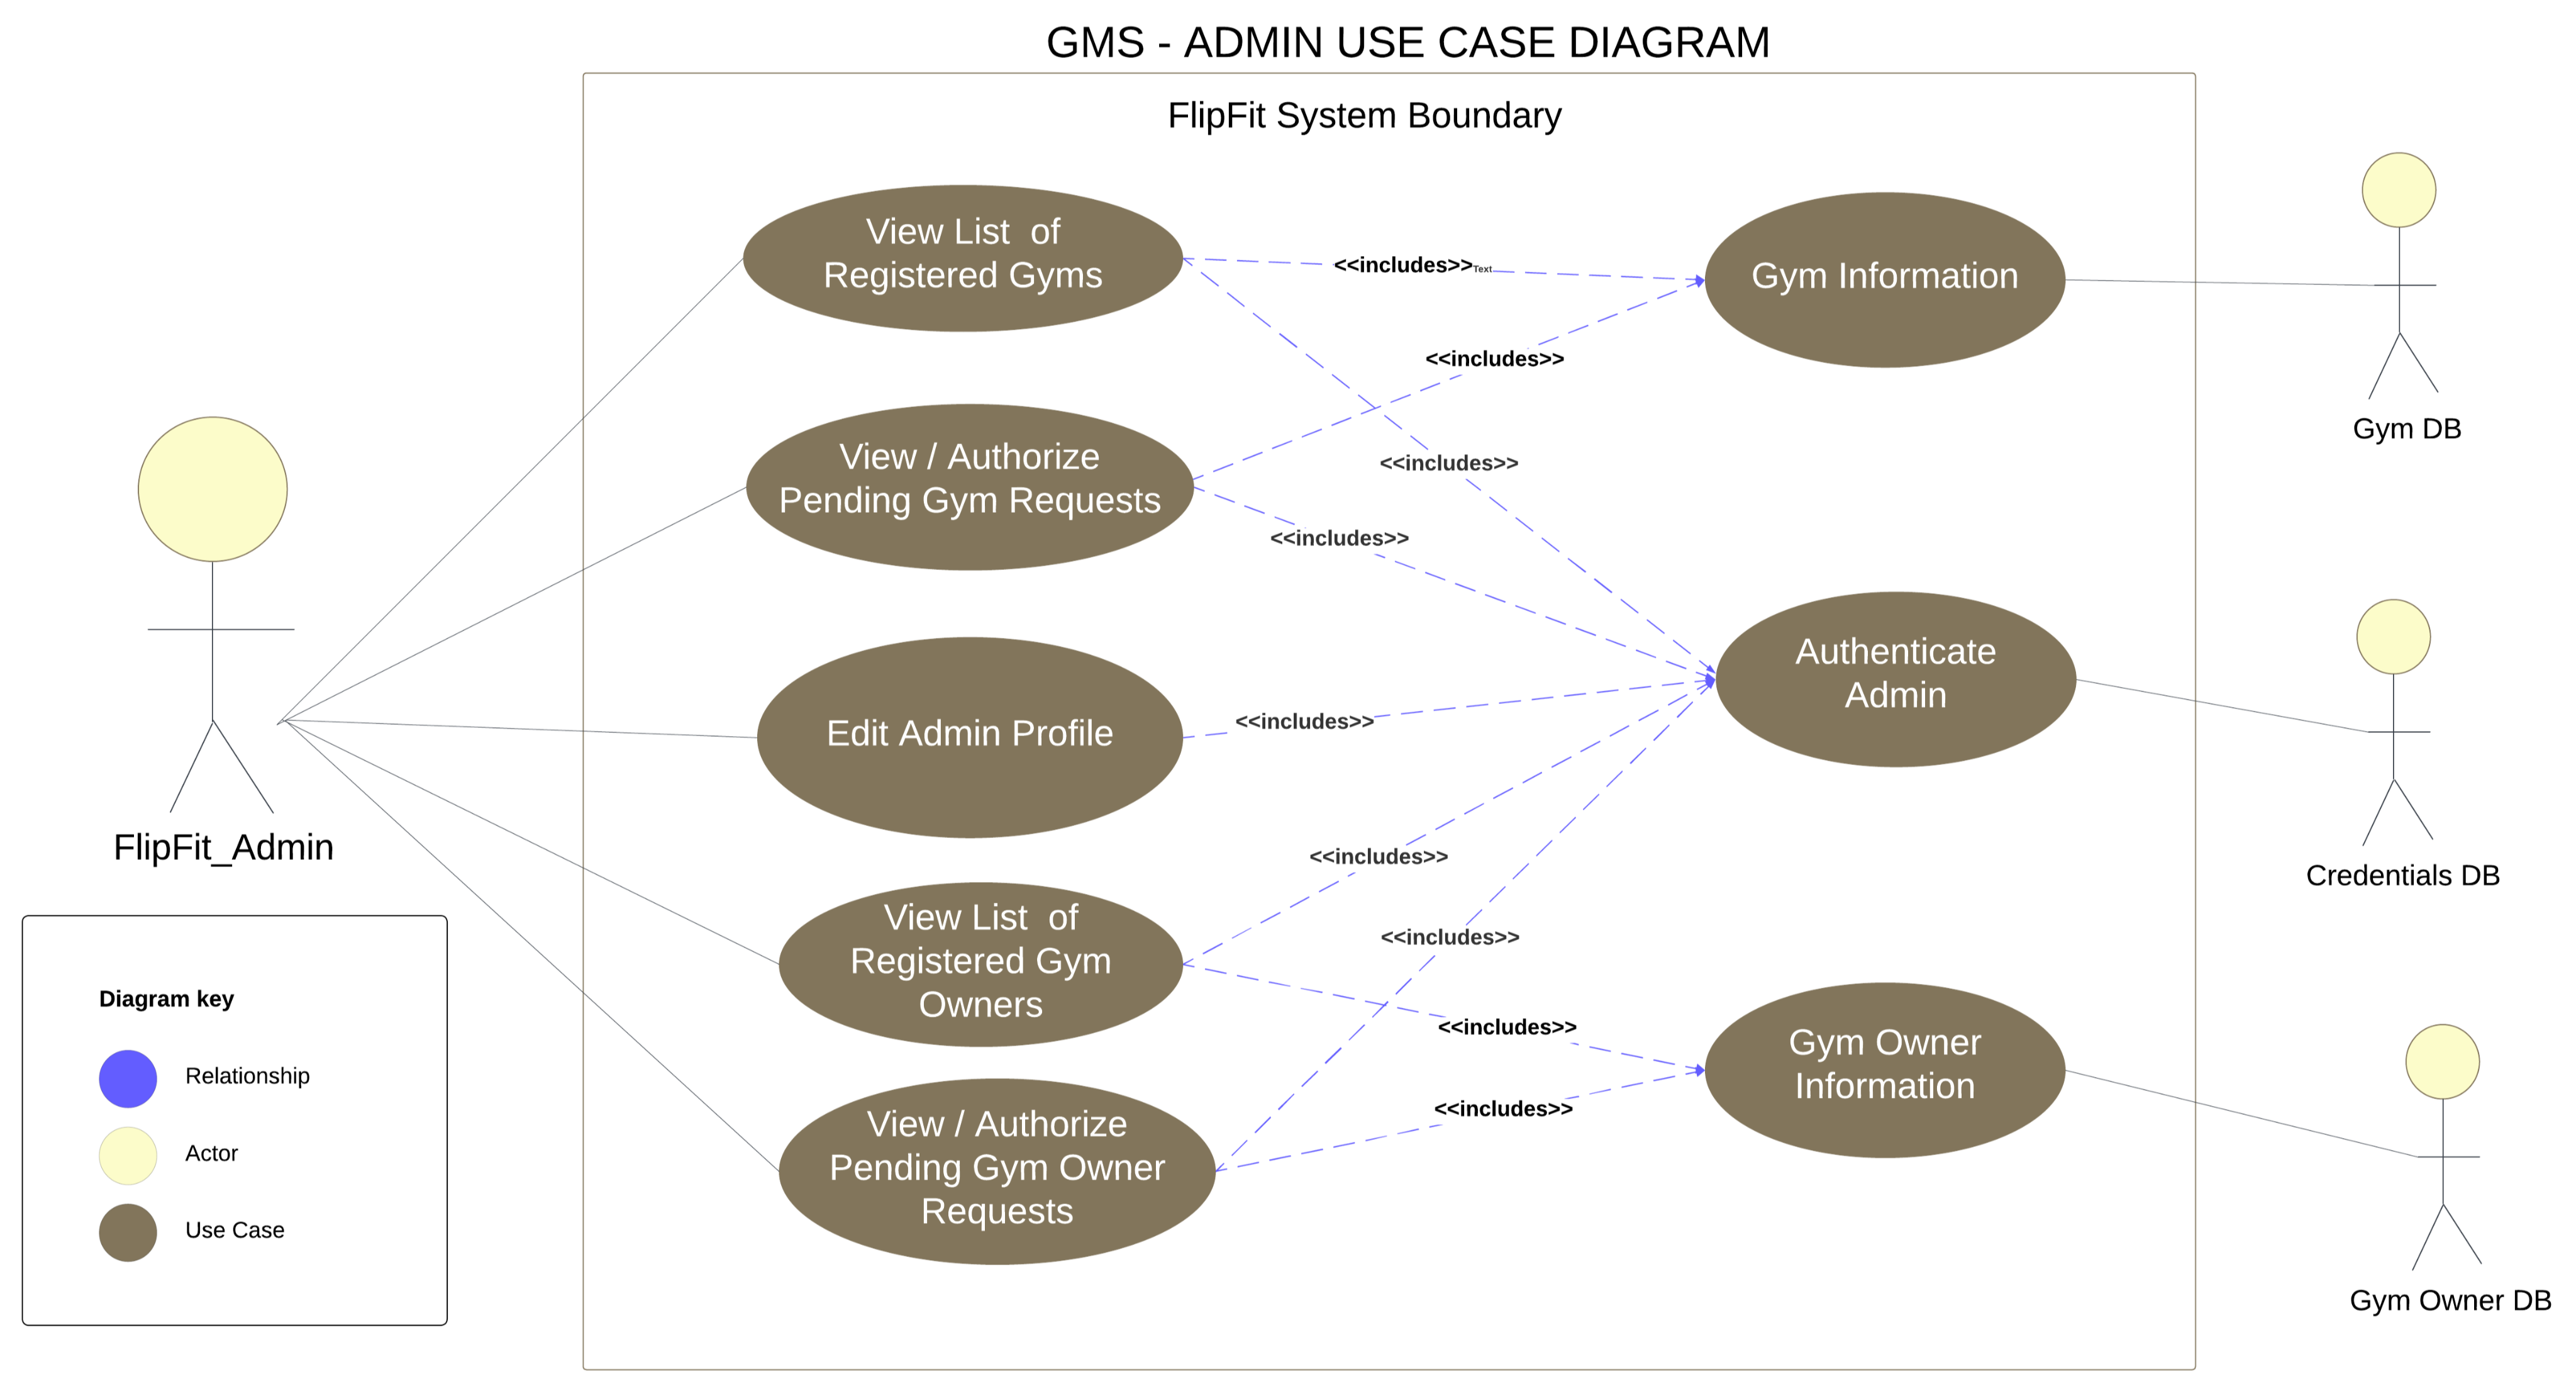 GMS - ADMIN USE CASE DIAGRAM
FlipFit System Boundary
View List  of
Registered Gyms
<<includes>>
Text
Gym Information
<<includes>>
Gym DB
View / Authorize
Pending Gym Requests
<<includes>>
<<includes>>
Authenticate
Admin
Edit Admin Profile
<<includes>>
FlipFit_Admin
<<includes>>
Credentials DB
View List  of
Registered Gym
Owners
<<includes>>
<<includes>>
Gym Owner
Information
<<includes>>
View / Authorize
Pending Gym Owner
Requests
Gym Owner DB
Diagram key
Relationship
Actor
Use Case